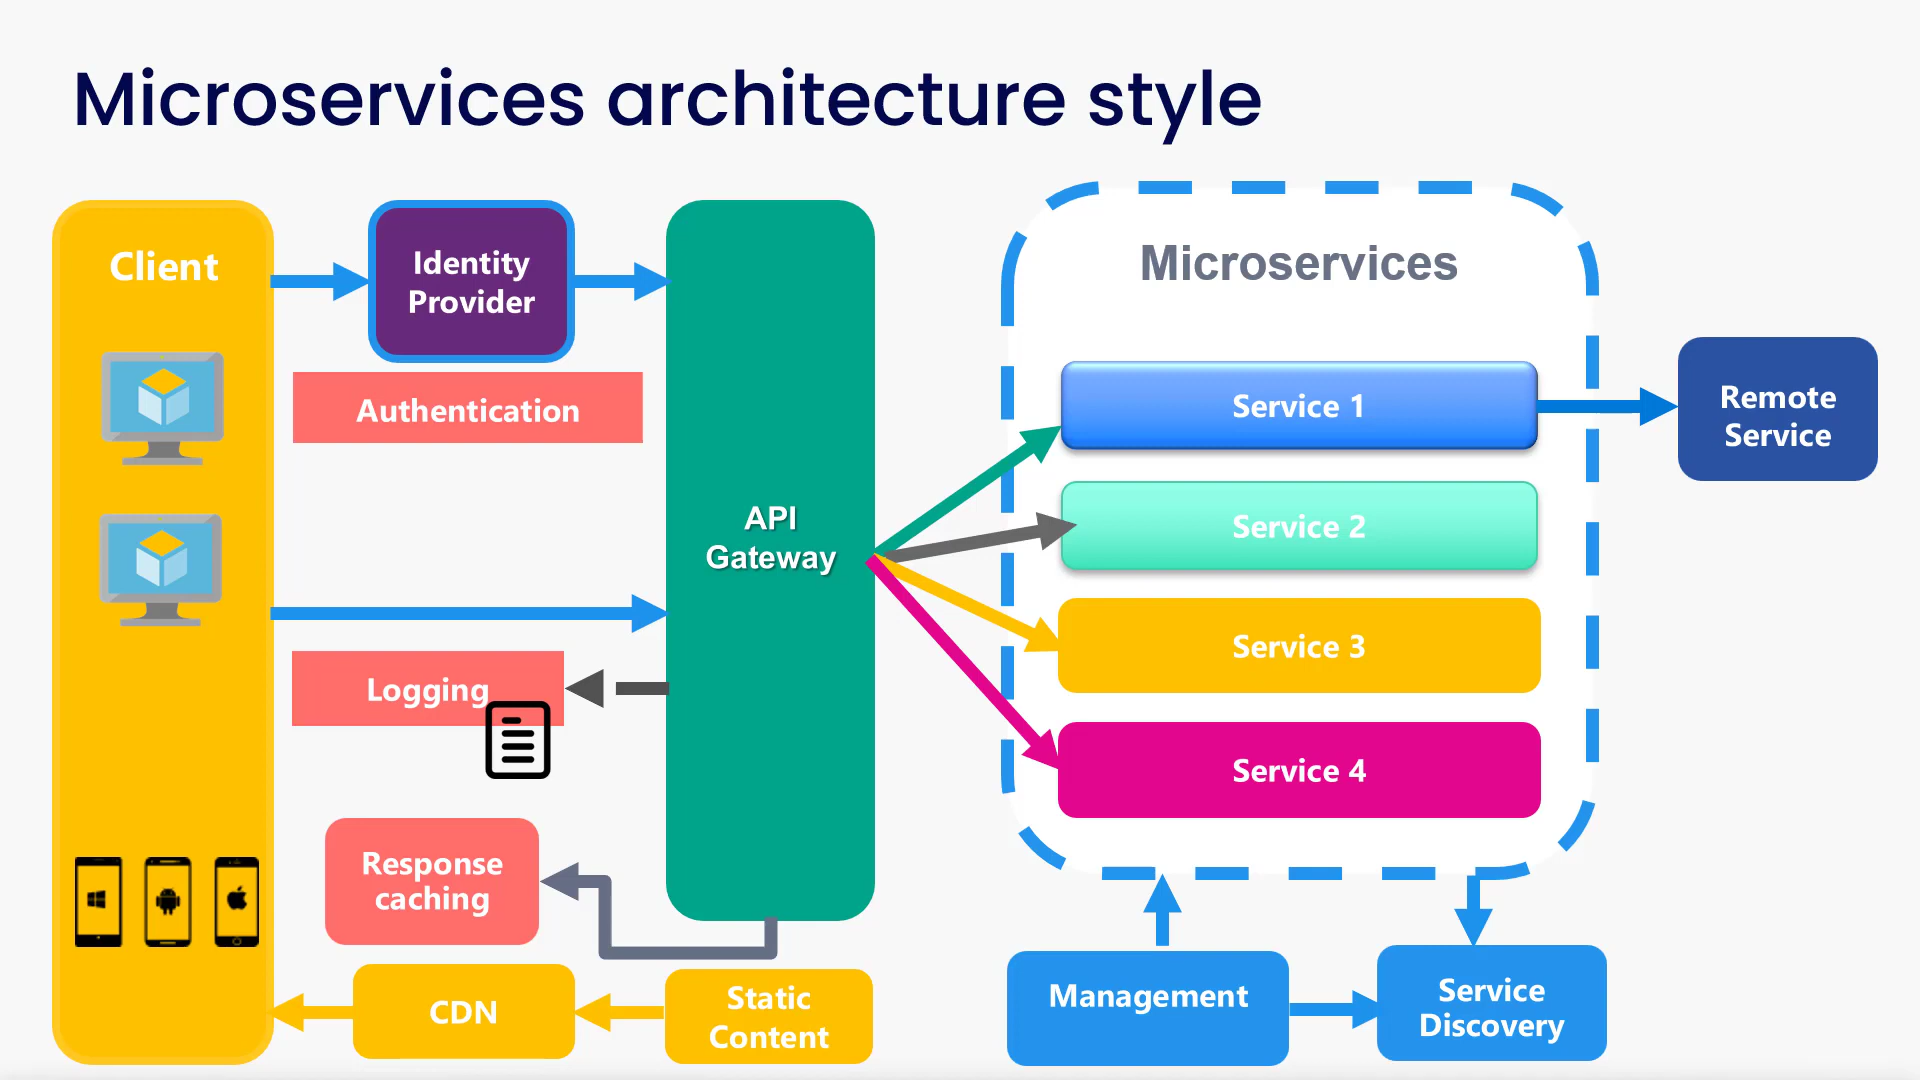 Microservices architecture style
Client
Identity
Provider
Authentication
API
Gateway
Logging
Response
caching
CDN
Static
Content
Microservices
Service 1
Service 2
Service 3
Service 4
Remote
Service
Management
Service
Discovery